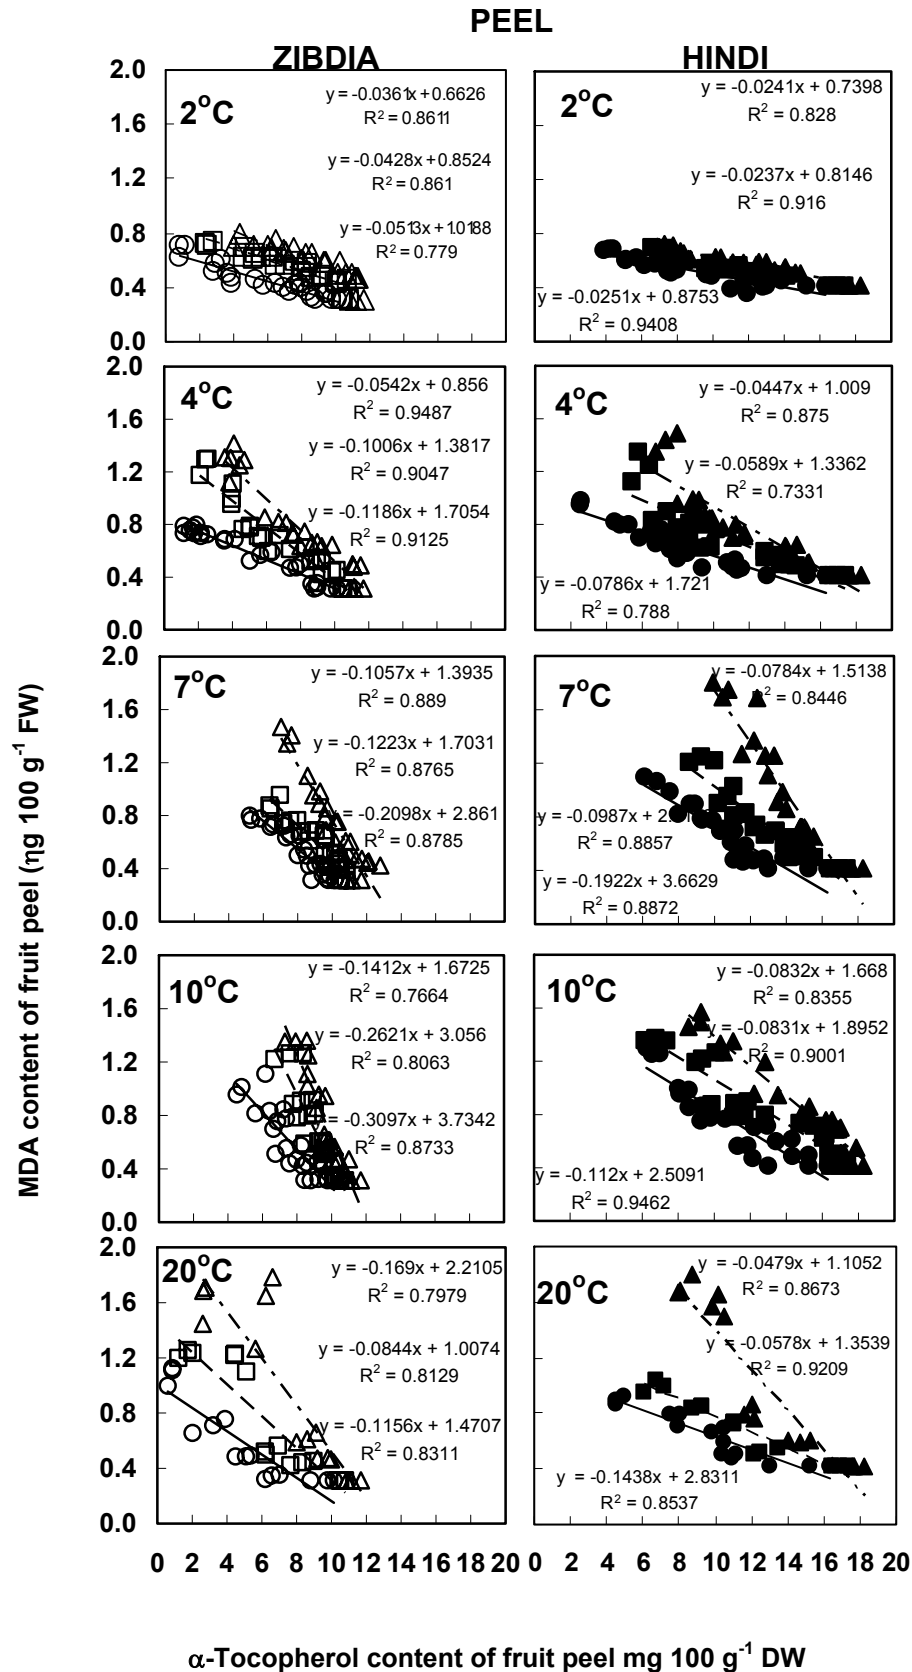 PEEL
ZIBDIA
HINDI
2.0
1.6
1.2
0.8
0.4
0.0
2°C
y = -0.0361x + 0.6626
R² = 0.8611
y = -0.0428x + 0.8524
R² = 0.861
y = -0.0513x + 1.0188
R² = 0.779
2°C
y = -0.0241x + 0.7398
R² = 0.828
y = -0.0237x + 0.8146
R² = 0.916
y = -0.0251x + 0.8753
R² = 0.9408
2.0
1.6
1.2
0.8
0.4
0.0
4°C
y = -0.0542x + 0.856
R² = 0.9487
y = -0.1006x + 1.3817
R² = 0.9047
y = -0.1186x + 1.7054
R² = 0.9125
4°C
y = -0.0447x + 1.009
R² = 0.875
y = -0.0589x + 1.3362
R² = 0.7331
y = -0.0786x + 1.721
R² = 0.788
MDA content of fruit peel (ηg 100 g⁻¹ FW)
2.0
1.6
1.2
0.8
0.4
0.0
7°C
y = -0.1057x + 1.3935
R² = 0.889
y = -0.1223x + 1.7031
R² = 0.8765
y = -0.2098x + 2.861
R² = 0.8785
7°C
y = -0.0784x + 1.5138
R² = 0.8446
y = -0.0987x +
R² = 0.8857
y = -0.1922x + 3.6629
R² = 0.8872
2.0
1.6
1.2
0.8
0.4
0.0
10°C
y = -0.1412x + 1.6725
R² = 0.7664
y = -0.2621x + 3.056
R² = 0.8063
y = -0.3097x + 3.7342
R² = 0.8733
10°C
y = -0.0832x + 1.668
R² = 0.8355
y = -0.0831x + 1.8952
R² = 0.9001
y = -0.112x + 2.5091
R² = 0.9462
2.0
1.6
1.2
0.8
0.4
0.0
20°C
y = -0.169x + 2.2105
R² = 0.7979
y = -0.0844x + 1.0074
R² = 0.8129
y = -0.1156x + 1.4707
R² = 0.8311
20°C
y = -0.0479x + 1.1052
R² = 0.8673
y = -0.0578x + 1.3539
R² = 0.9209
y = -0.1438x + 2.8311
R² = 0.8537
0 2 4 6 8 10 12 14 16 18 20
0 2 4 6 8 10 12 14 16 18 20
α-Tocopherol content of fruit peel mg 100 g⁻¹ DW